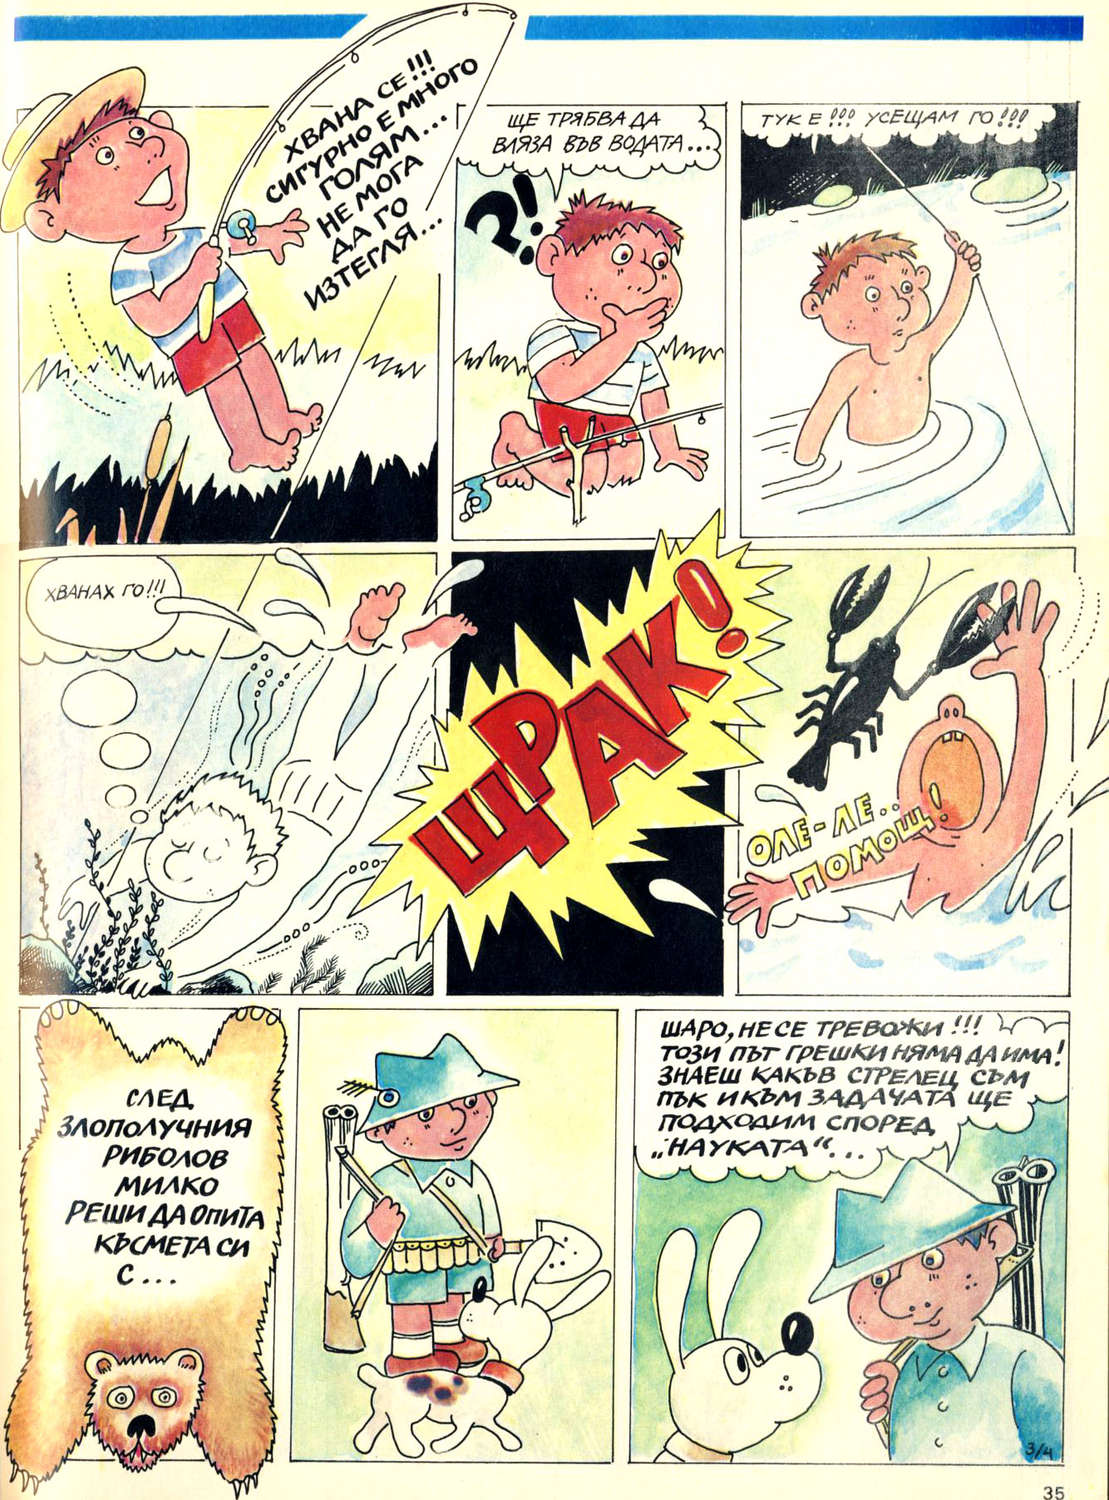 ХВАНА СЕ!!!
СИГУРНО Е МНОГО
ГОЛЯМ...
НЕ МОГА
ДА ГО
ИЗТЕГЛЯ...
?!
ЩЕ ТРЯБВА ДА
ВЛЯЗА ВЪВ ВОДАТА...
ТУК Е!!! УСЕЩАМ ГО!!!
ХВАНАХ ГО!!!
ЩРАК!
ОЛЕ-ЛЕ..
ПОМОЩ!
СЛЕД
ЗЛОПОЛУЧНИЯ
РИБОЛОВ
МИЛКО
РЕШИ ДА ОПИТА
КЪСМЕТА СИ
С...
ШАРО, НЕ СЕ ТРЕВОЖИ!!!
ТОЗИ ПЪТ ГРЕШКИ НЯМА ДА ИМА!
ЗНАЕШ КАКЪВ СТРЕЛЕЦ СЪМ
ПЪК И КЪМ ЗАДАЧАТА ЩЕ
ПОДХОДИМ СПОРЕД
„НАУКАТА“...
3/4
35